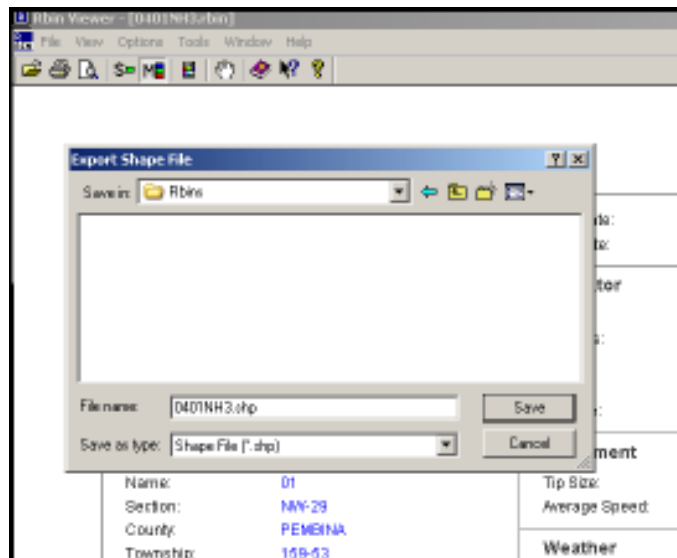 Rbin Viewer - [0401NH3.rbin]
File View Options Tools Window Help
Export Shape File
Save in: Rbins
File name: 0401NH3.shp
Save
Save as type: Shape File (*.shp)
Cancel
ate:
te:
tor
s:
:
ment
Name: 01
Tip Size:
Section: NW-29
Average Speed:
County: PEMBINA
Township: 159-53
Weather